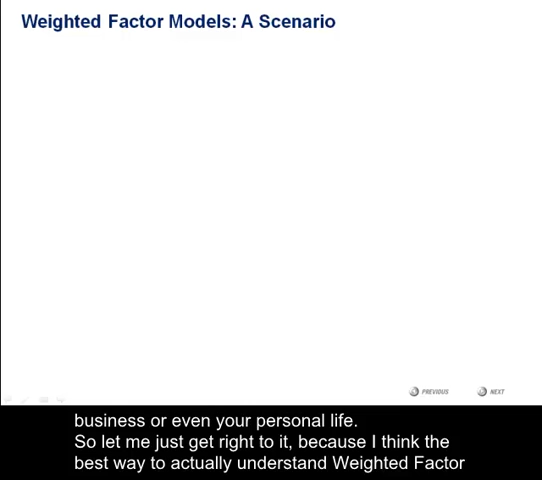 Weighted Factor Models: A Scenario
PREVIOUS
NEXT
business or even your personal life.
So let me just get right to it, because I think the
best way to actually understand Weighted Factor